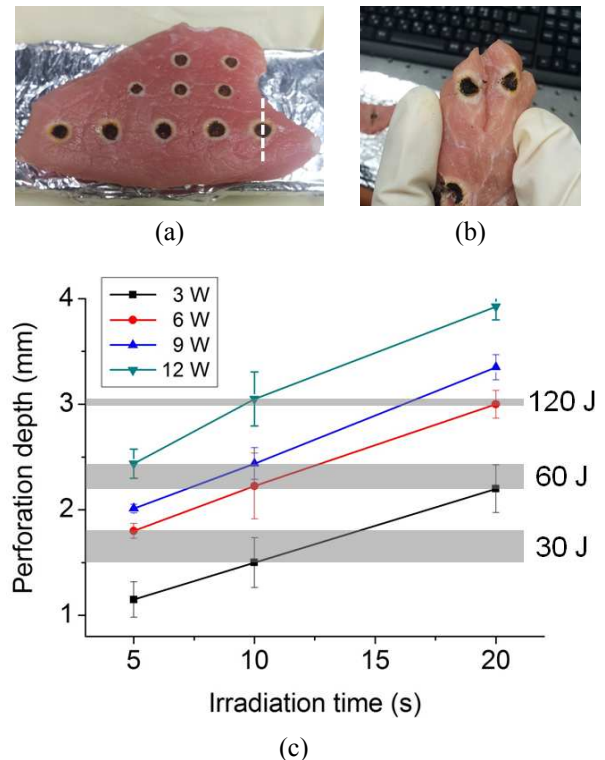 (a)
(b)
3 W
6 W
9 W
12 W
4
3
2
1
Perforation depth (mm)
120 J
60 J
30 J
5
10
15
20
Irradiation time (s)
(c)